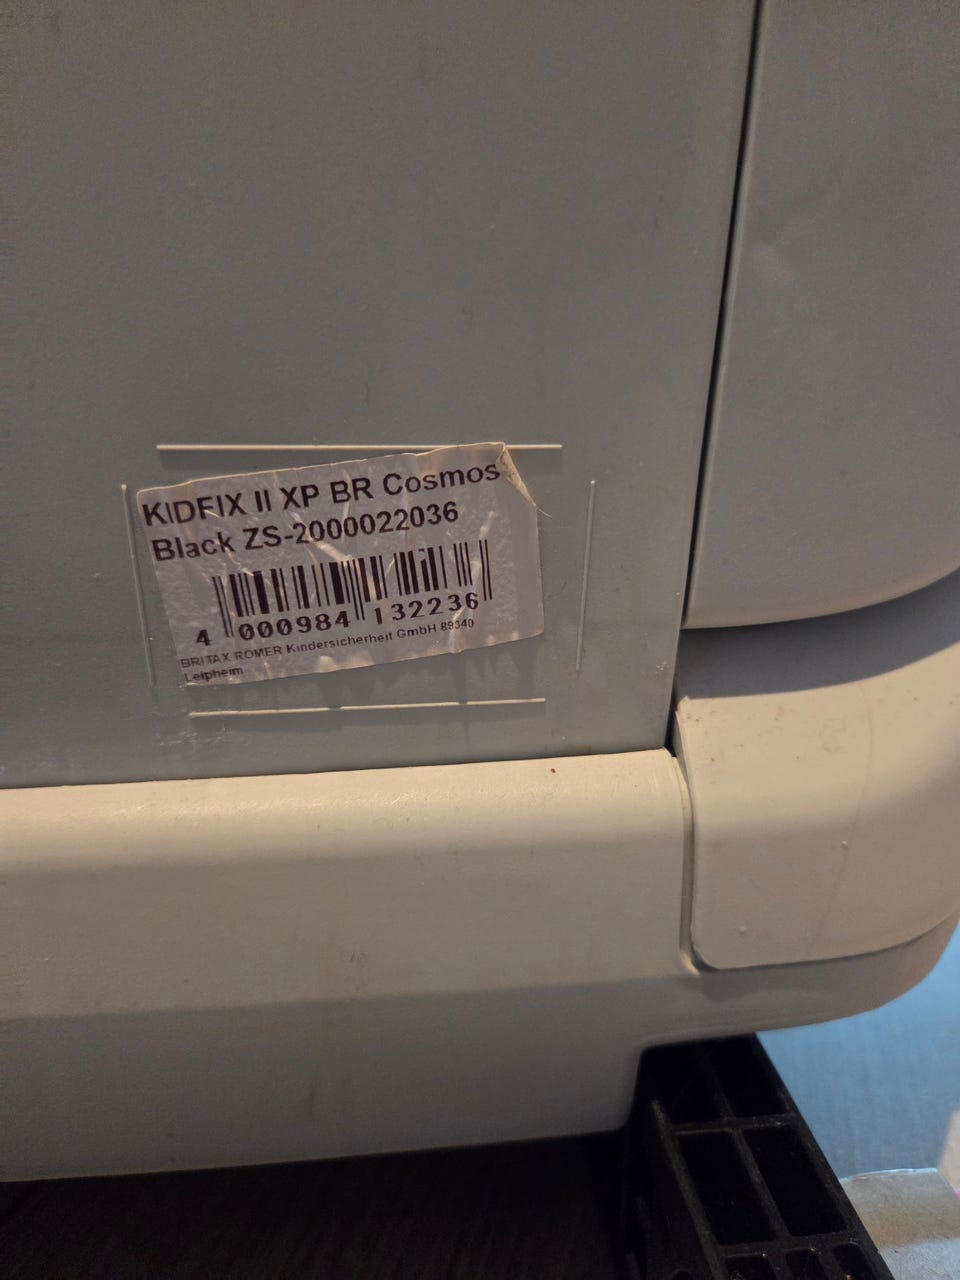 KIDFIX II XP BR Cosmos
Black ZS-2000022036
4 000984 132236
BRITAX ROMER Kindersicherheit GmbH 89340
Leipheim